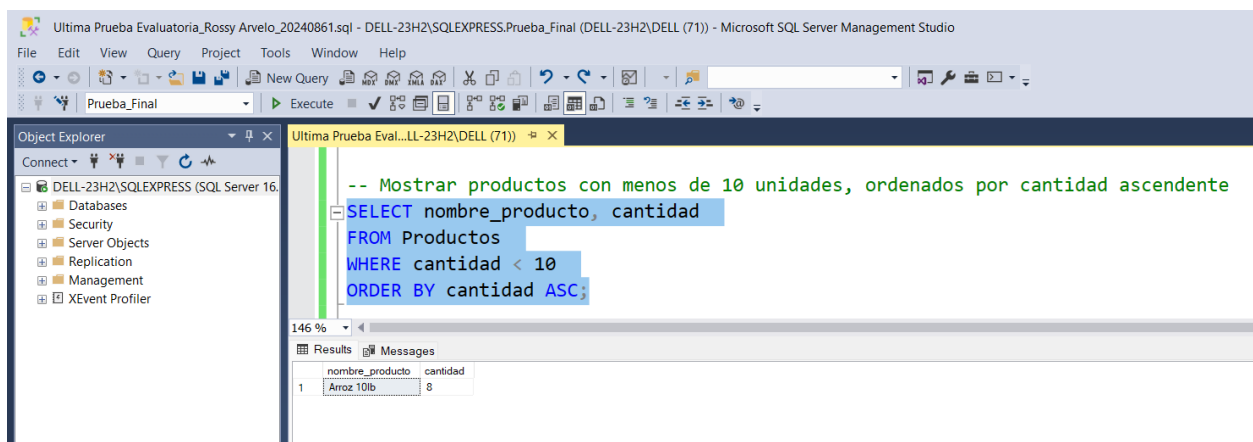 Ultima Prueba Evaluatoria_Rossy Arvelo_20240861.sql - DELL-23H2\SQLEXPRESS.Prueba_Final (DELL-23H2\DELL (71)) - Microsoft SQL Server Management Studio
File Edit View Query Project Tools Window Help
New Query MDX DMX XMLA DAX
Prueba_Final Execute
Object Explorer
Ultima Prueba Eval...LL-23H2\DELL (71))
Connect
DELL-23H2\SQLEXPRESS (SQL Server 16.
Databases
Security
Server Objects
Replication
Management
XEvent Profiler
-- Mostrar productos con menos de 10 unidades, ordenados por cantidad ascendente
SELECT nombre_producto, cantidad
FROM Productos
WHERE cantidad < 10
ORDER BY cantidad ASC;
146 %
Results Messages
nombre_producto cantidad
1 Arroz 10lb 8